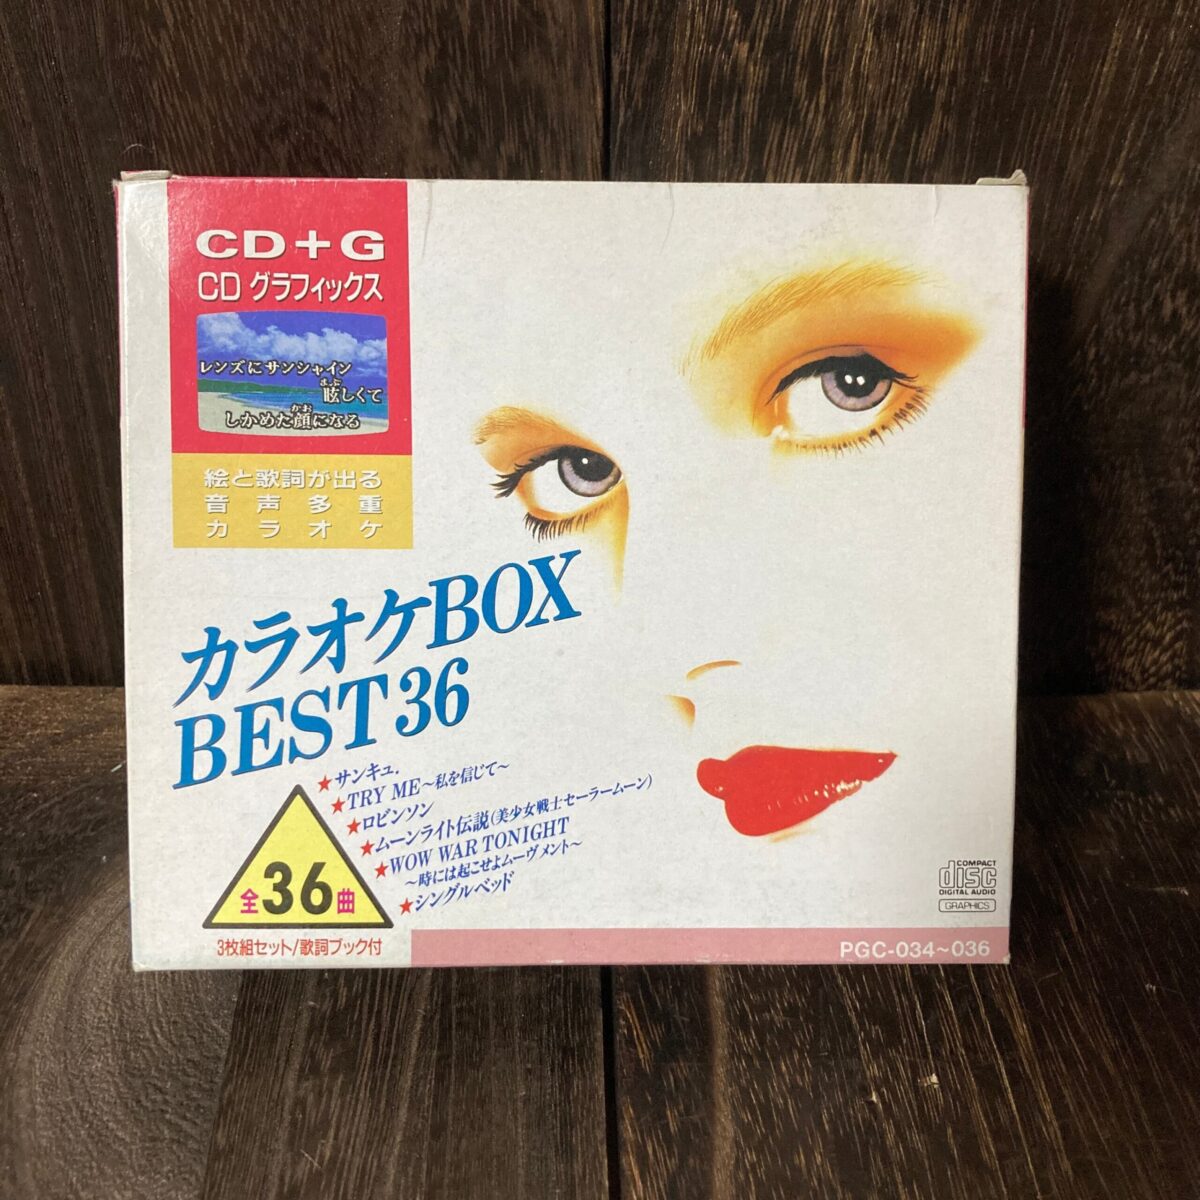 CD+G
CD グラフィックス
レンズにサンシャイン
まぶ
眩しくて
かお
しかめた顔になる
絵と歌詞が出る
音声多重
カラオケ
カラオケBOX
BEST36
★サンキュ.
★TRY ME〜私を信じて〜
★ロビンソン
★ムーンライト伝説(美少女戦士セーラームーン)
★WOW WAR TONIGHT
〜時には起こせよムーヴメント〜
★シングルベッド
全36曲
3枚組セット/歌詞ブック付
COMPACT
disc
DIGITAL AUDIO
GRAPHICS
PGC-034~036